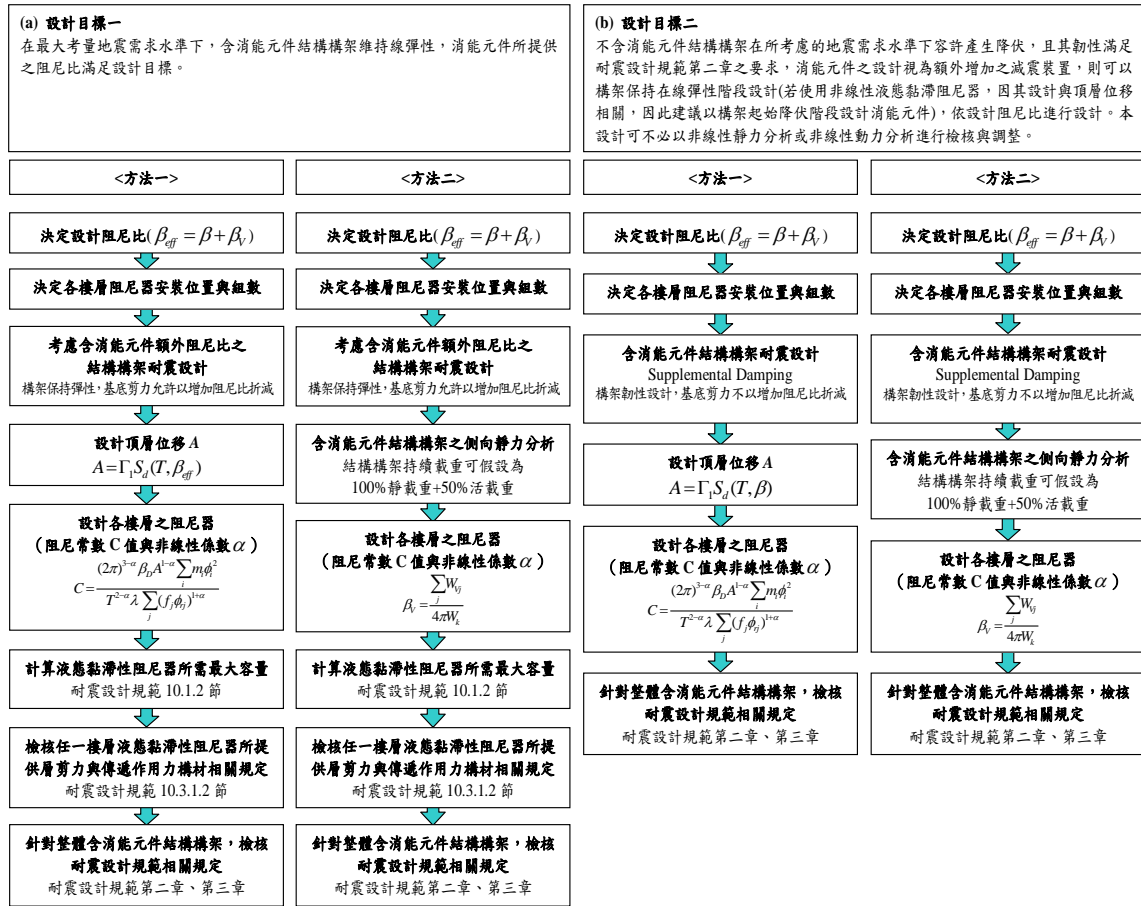 (a) 設計目標一
在最大考量地震需求水準下，含消能元件結構構架維持線彈性，消能元件所提供
之阻尼比滿足設計目標。
<方法一>
決定設計阻尼比(β_eff = β + β_V)
決定各樓層阻尼器安裝位置與組數
考慮含消能元件額外阻尼比之
結構構架耐震設計
構架保持彈性，基底剪力允許以增加阻尼比折減
設計頂層位移 A
A = Γ₁S_d(T, β_eff)
設計各樓層之阻尼器
（阻尼常數 C 值與非線性係數 α）
C = (2π)^{3-α} β_D A^{1-α} ∑_i m_i φ_i^2 / T^{2-α} λ ∑_j (f_j φ_rj)^{1+α}
計算液態黏滯性阻尼器所需最大容量
耐震設計規範 10.1.2 節
檢核任一樓層液態黏滯性阻尼器所提
供層剪力與傳遞作用力構材相關規定
耐震設計規範 10.3.1.2 節
針對整體含消能元件結構構架，檢核
耐震設計規範相關規定
耐震設計規範第二章、第三章
<方法二>
決定設計阻尼比(β_eff = β + β_V)
決定各樓層阻尼器安裝位置與組數
考慮含消能元件額外阻尼比之
結構構架耐震設計
構架保持彈性，基底剪力允許以增加阻尼比折減
含消能元件結構構架之側向靜力分析
結構構架持續載重可假設為
100%靜載重+50%活載重
設計各樓層之阻尼器
（阻尼常數 C 值與非線性係數 α）
β_V = ∑_j W_Vj / 4πW_k
計算液態黏滯性阻尼器所需最大容量
耐震設計規範 10.1.2 節
檢核任一樓層液態黏滯性阻尼器所提
供層剪力與傳遞作用力構材相關規定
耐震設計規範 10.3.1.2 節
針對整體含消能元件結構構架，檢核
耐震設計規範相關規定
耐震設計規範第二章、第三章
(b) 設計目標二
不含消能元件結構構架在所考慮的地震需求水準下容許產生降伏，且其韌性滿足
耐震設計規範第二章之要求，消能元件之設計視為額外增加之減震裝置，則可以
構架保持在線彈性階段設計(若使用非線性液態黏滯阻尼器，因其設計與頂層位移
相關，因此建議以構架起始降伏階段設計消能元件)，依設計阻尼比進行設計。本
設計可不必以非線性靜力分析或非線性動力分析進行檢核與調整。
<方法一>
決定設計阻尼比(β_eff = β + β_V)
決定各樓層阻尼器安裝位置與組數
含消能元件結構構架耐震設計
Supplemental Damping
構架韌性設計，基底剪力不以增加阻尼比折減
設計頂層位移 A
A = Γ₁S_d(T, β)
設計各樓層之阻尼器
（阻尼常數 C 值與非線性係數 α）
C = (2π)^{3-α} β_D A^{1-α} ∑_i m_i φ_i^2 / T^{2-α} λ ∑_j (f_j φ_rj)^{1+α}
針對整體含消能元件結構構架，檢核
耐震設計規範相關規定
耐震設計規範第二章、第三章
<方法二>
決定設計阻尼比(β_eff = β + β_V)
決定各樓層阻尼器安裝位置與組數
含消能元件結構構架耐震設計
Supplemental Damping
構架韌性設計，基底剪力不以增加阻尼比折減
含消能元件結構構架之側向靜力分析
結構構架持續載重可假設為
100%靜載重+50%活載重
設計各樓層之阻尼器
（阻尼常數 C 值與非線性係數 α）
β_V = ∑_j W_Vj / 4πW_k
針對整體含消能元件結構構架，檢核
耐震設計規範相關規定
耐震設計規範第二章、第三章